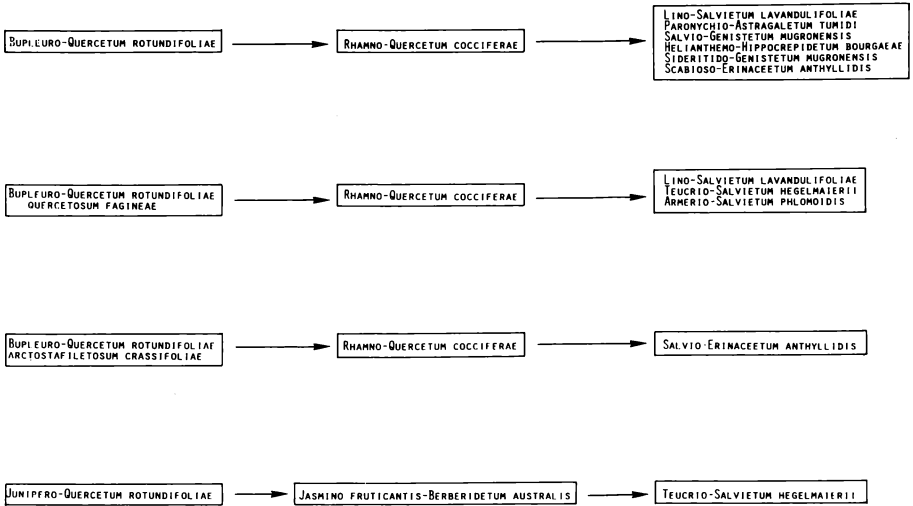 BUPLEURO-QUERCETUM ROTUNDIFOLIAE
RHAMNO-QUERCETUM COCCIFERAE
LINO-SALVIETUM LAVANDULIFOLIAE
PARONYCHIO-ASTRAGALETUM TUMIDI
SALVIO-GENISTETUM MUGRONENSIS
HELIANTHEMO-HIPPOCREPIDETUM BOURGAEAE
SIDERITIDO-GENISTETUM MUGRONENSIS
SCABIOSO-ERINACEETUM ANTHYLLIDIS
BUPLEURO-QUERCETUM ROTUNDIFOLIAE
QUERCETOSUM FAGINEAE
RHAMNO-QUERCETUM COCCIFERAE
LINO-SALVIETUM LAVANDULIFOLIAE
TEUCRIO-SALVIETUM HEGELMAIERII
ARMERIO-SALVIETUM PHLOMOIDIS
BUPLEURO-QUERCETUM ROTUNDIFOLIAE
ARCTOSTAFILETOSUM CRASSIFOLIAE
RHAMNO-QUERCETUM COCCIFERAE
SALVIO-ERINACEETUM ANTHYLLIDIS
JUNIPERO-QUERCETUM ROTUNDIFOLIAE
JASMINO FRUTICANTIS-BERBERIDETUM AUSTRALIS
TEUCRIO-SALVIETUM HEGELMAIERII